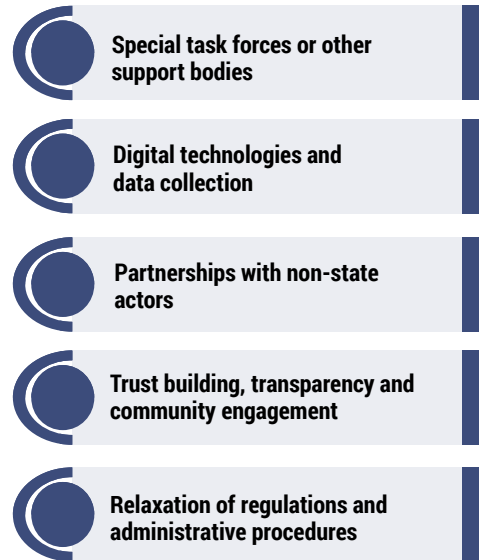 Special task forces or other
support bodies
Digital technologies and
data collection
Partnerships with non-state
actors
Trust building, transparency and
community engagement
Relaxation of regulations and
administrative procedures